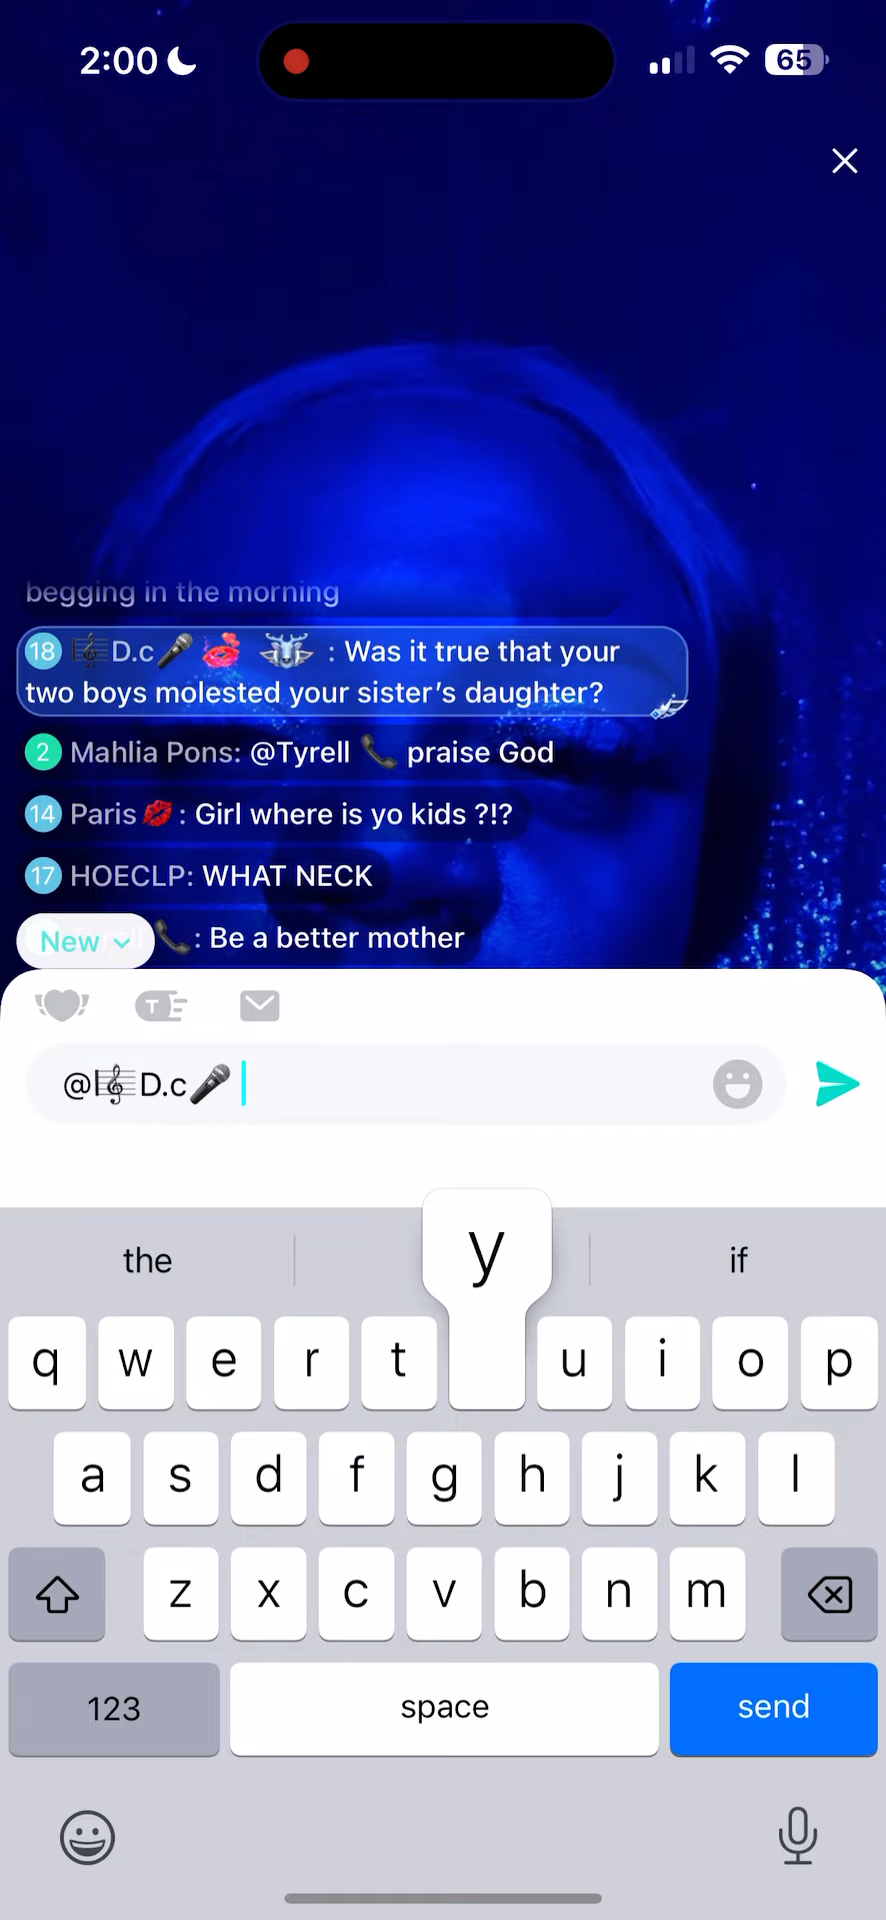 2:00
65
begging in the morning
18 🎼D.c🎤 💋 : Was it true that your
two boys molested your sister's daughter?
2 Mahlia Pons: @Tyrell 📞 praise God
14 Paris💋 : Girl where is yo kids ?!?
17 HOECLP: WHAT NECK
New
📞: Be a better mother
@🎼D.c🎤
the
y
if
q w e r t u i o p
a s d f g h j k l
z x c v b n m
123 space send